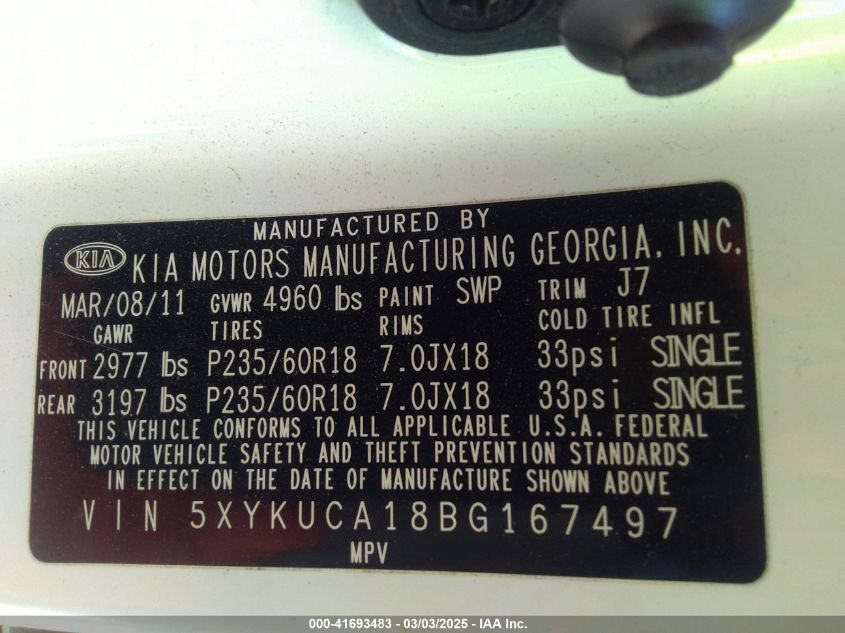 MANUFACTURED BY
KIA KIA MOTORS MANUFACTURING GEORGIA, INC.
MAR/08/11 GVWR 4960 lbs PAINT SWP TRIM J7
GAWR TIRES RIMS COLD TIRE INFL
FRONT 2977 lbs P235/60R18 7.0JX18 33psi SINGLE
REAR 3197 lbs P235/60R18 7.0JX18 33psi SINGLE
THIS VEHICLE CONFORMS TO ALL APPLICABLE U.S.A. FEDERAL
MOTOR VEHICLE SAFETY AND THEFT PREVENTION STANDARDS
IN EFFECT ON THE DATE OF MANUFACTURE SHOWN ABOVE
VIN 5XYKUCA18BG167497
MPV
000-41693483 - 03/03/2025 - IAA Inc.